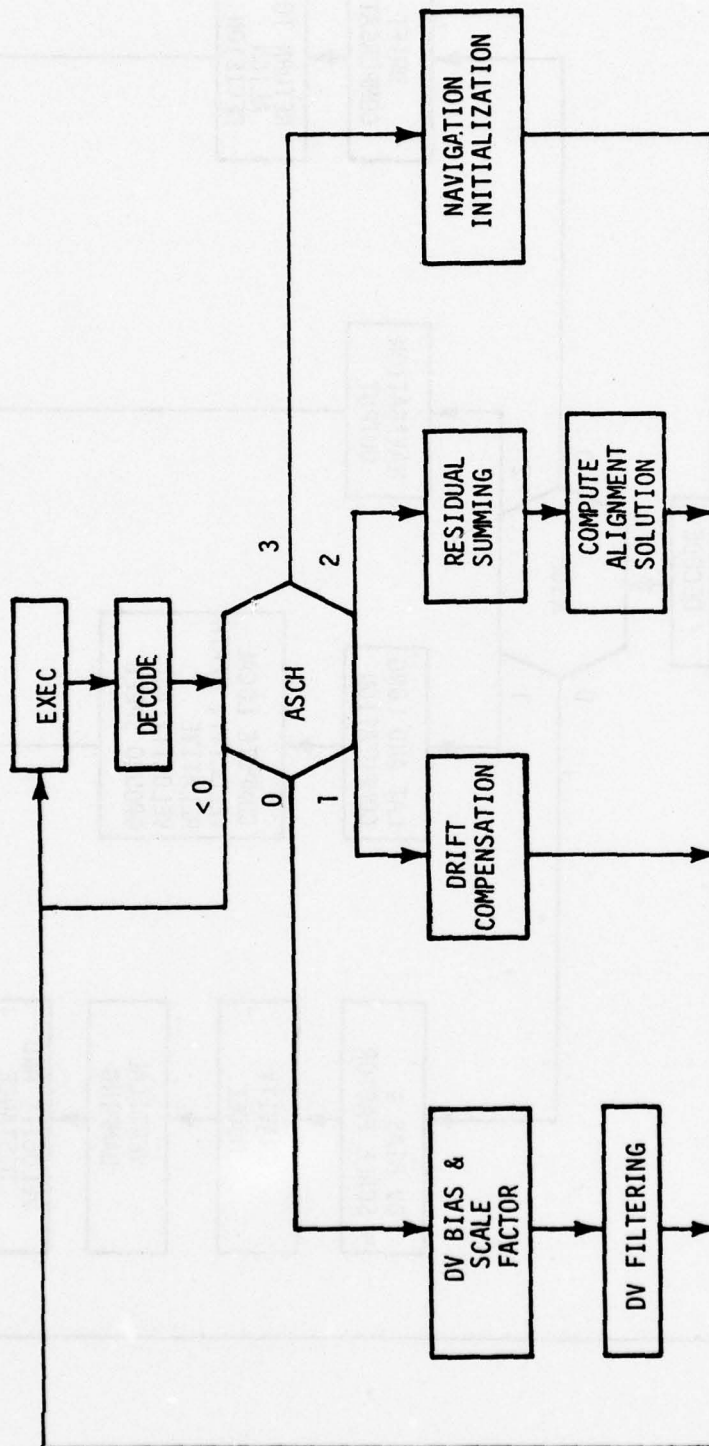 EXEC
DECODE
ASCH
< 0
0
1
2
3
DV BIAS &
SCALE
FACTOR
DV FILTERING
DRIFT
COMPENSATION
RESIDUAL
SUMMING
COMPUTE
ALIGNMENT
SOLUTION
NAVIGATION
INITIALIZATION